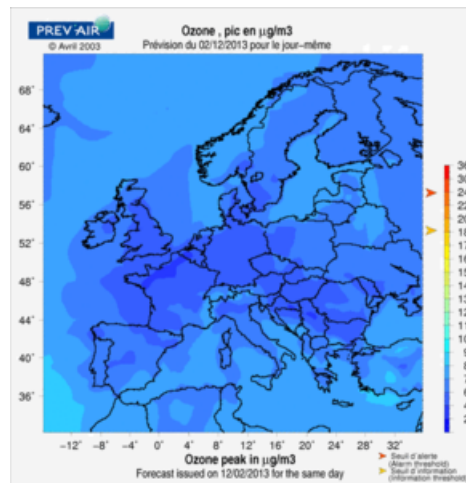 PREV'AIR
© Avril 2003
Ozone , pic en µg/m3
Prévision du 02/12/2013 pour le jour−même
68°
64°
60°
56°
52°
48°
44°
40°
36°
−12° −8° −4° 0° 4° 8° 12° 16° 20° 24° 28° 32°
Ozone peak in µg/m3
Forecast issued on 12/02/2013 for the same day
Seuil d'alerte
(Alarm threshold)
Seuil d'information
(Information threshold)